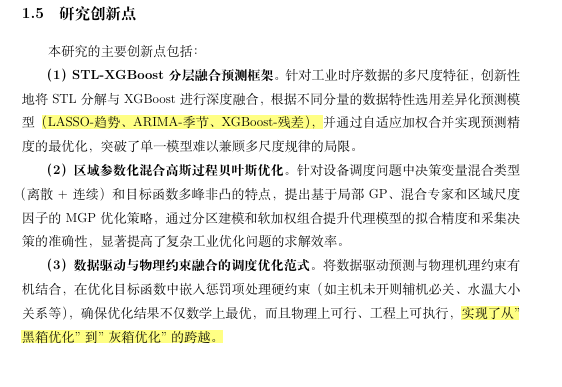 1.5 研究创新点
本研究的主要创新点包括：
（1）STL-XGBoost 分层融合预测框架。针对工业时序数据的多尺度特征，创新性
地将 STL 分解与 XGBoost 进行深度融合，根据不同分量的数据特性选用差异化预测模
型（LASSO-趋势、ARIMA-季节、XGBoost-残差），并通过自适应加权合并实现预测精
度的最优化，突破了单一模型难以兼顾多尺度规律的局限。
（2）区域参数化混合高斯过程贝叶斯优化。针对设备调度问题中决策变量混合类型
（离散 + 连续）和目标函数多峰非凸的特点，提出基于局部 GP、混合专家和区域尺度
因子的 MGP 优化策略，通过分区建模和软加权组合提升代理模型的拟合精度和采集决
策的准确性，显著提高了复杂工业优化问题的求解效率。
（3）数据驱动与物理约束融合的调度优化范式。将数据驱动预测与物理机理约束有
机结合，在优化目标函数中嵌入惩罚项处理硬约束（如主机未开则辅机必关、水温大小
关系等），确保优化结果不仅数学上最优，而且物理上可行、工程上可执行，实现了从”
黑箱优化” 到” 灰箱优化” 的跨越。